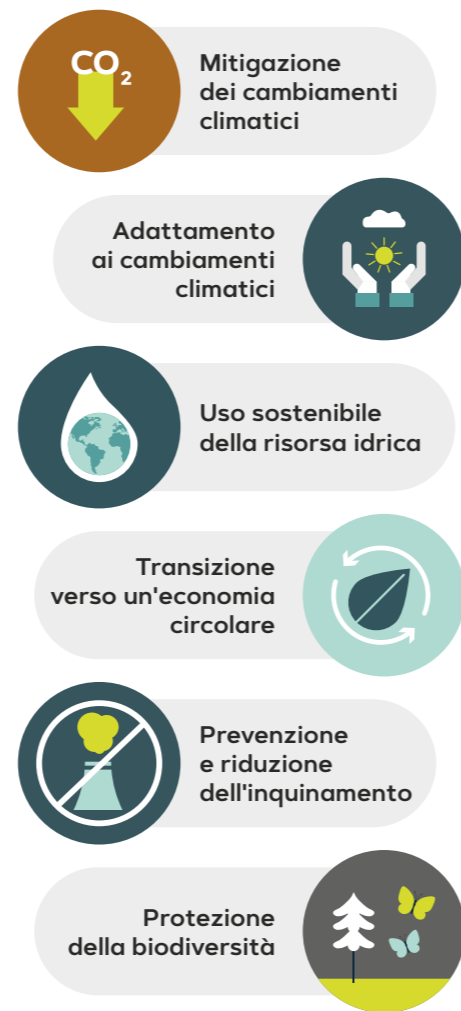 CO2
Mitigazione
dei cambiamenti
climatici
Adattamento
ai cambiamenti
climatici
Uso sostenibile
della risorsa idrica
Transizione
verso un'economia
circolare
Prevenzione
e riduzione
dell'inquinamento
Protezione
della biodiversità